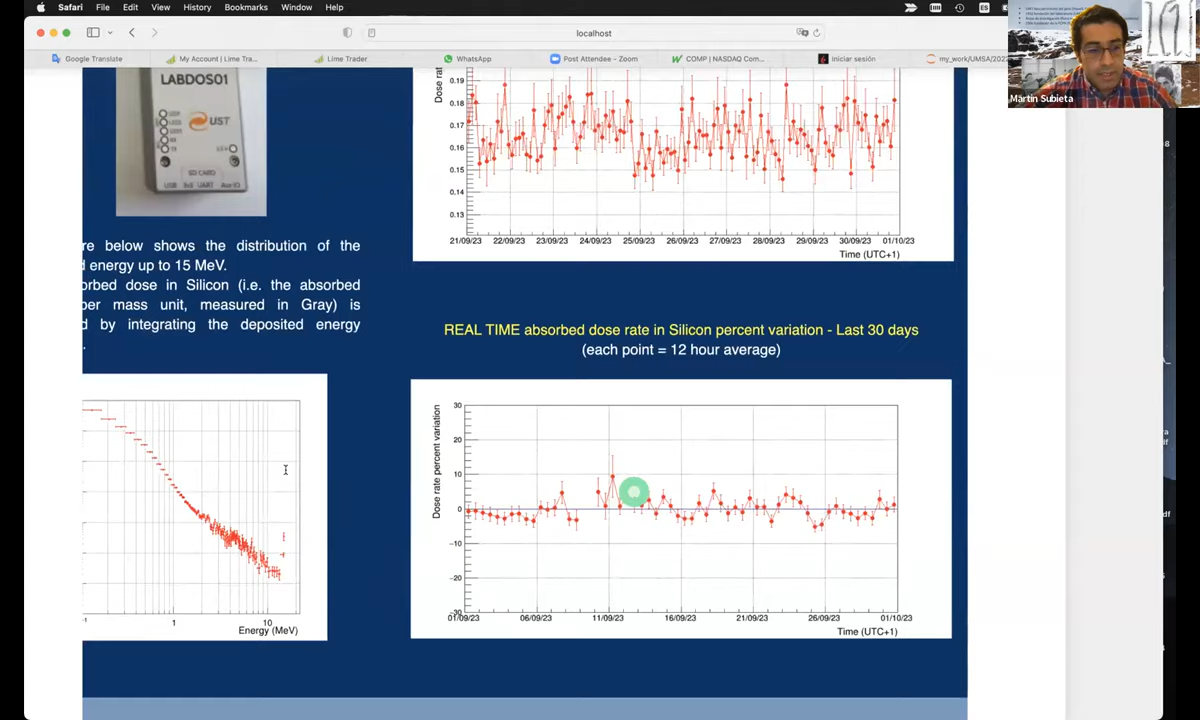 Safari File Edit View History Bookmarks Window Help
ES
localhost
Google Translate My Account | Lime Tra... Lime Trader WhatsApp Post Attendee - Zoom COMP | NASDAQ Com... Iniciar sesión my_work/UMSA/202
Martin Subieta
LABDOS01
UST
SD CARD
re below shows the distribution of the
d energy up to 15 MeV.
orbed dose in Silicon (i.e. the absorbed
per mass unit, measured in Gray) is
d by integrating the deposited energy
.
Dose rat
0.19
0.18
0.17
0.16
0.15
0.14
0.13
21/09/23 22/09/23 23/09/23 24/09/23 25/09/23 26/09/23 27/09/23 28/09/23 29/09/23 30/09/23 01/10/23
Time (UTC+1)
REAL TIME absorbed dose rate in Silicon percent variation - Last 30 days
(each point = 12 hour average)
Dose rate percent variation
30
20
10
0
−10
−20
−30
01/09/23 06/09/23 11/09/23 16/09/23 21/09/23 26/09/23 01/10/23
Time (UTC+1)
-1 1 10
Energy (MeV)